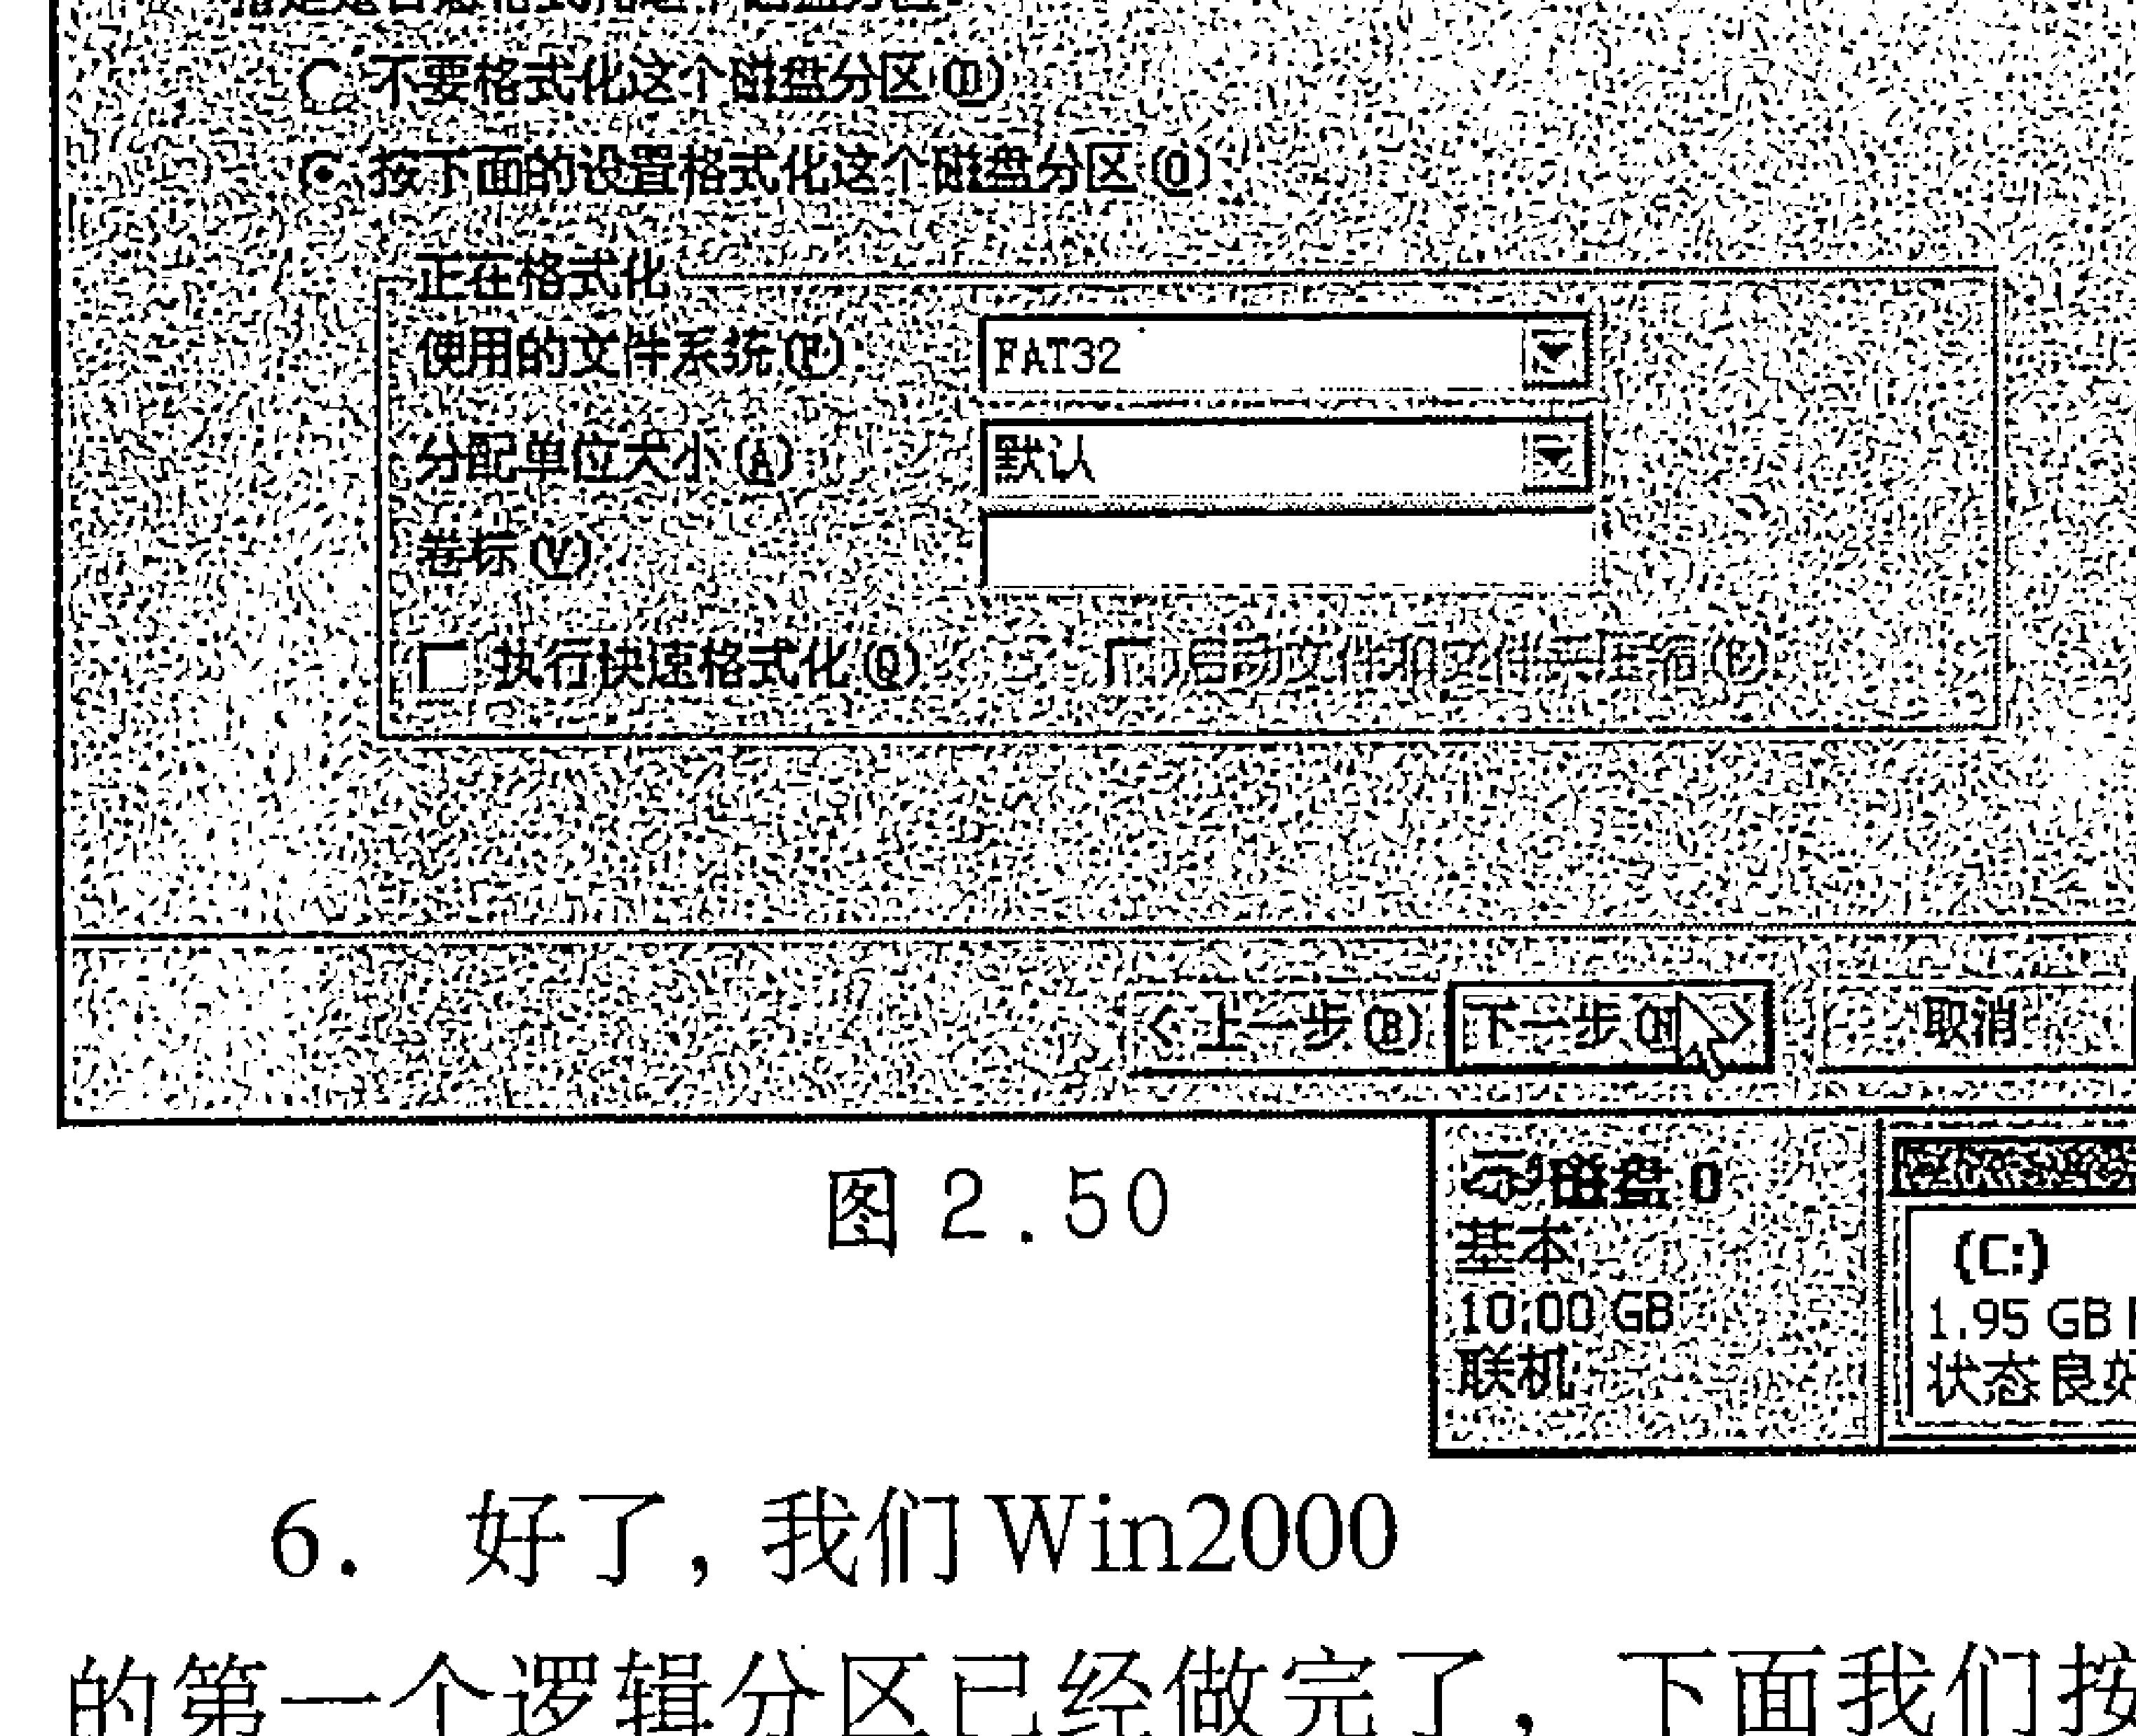 不要格式化这个磁盘分区(D)
按下面的设置格式化这个磁盘分区(O)
正在格式化
使用的文件系统(F) FAT32
分配单位大小(A) 默认
卷标(V)
执行快速格式化(Q) 启动文件和文件夹压缩(E)
<上一步(B) 下一步(N)> 取消
图 2.50
磁盘 0
基本
10.00 GB
联机
(C:)
1.95 GB
状态良好
6. 好了, 我们Win2000
的第一个逻辑分区已经做完了, 下面我们按